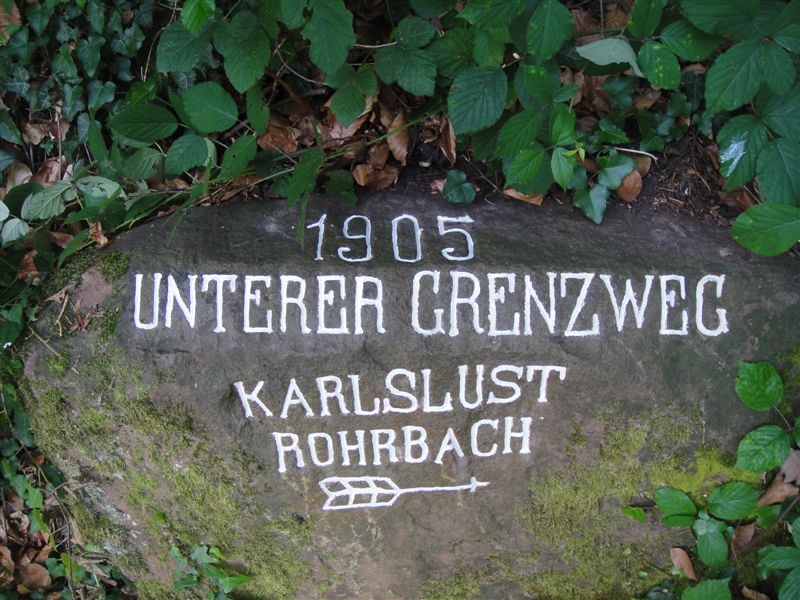 1905
UNTERER GRENZWEG
KARLSLUST
ROHRBACH